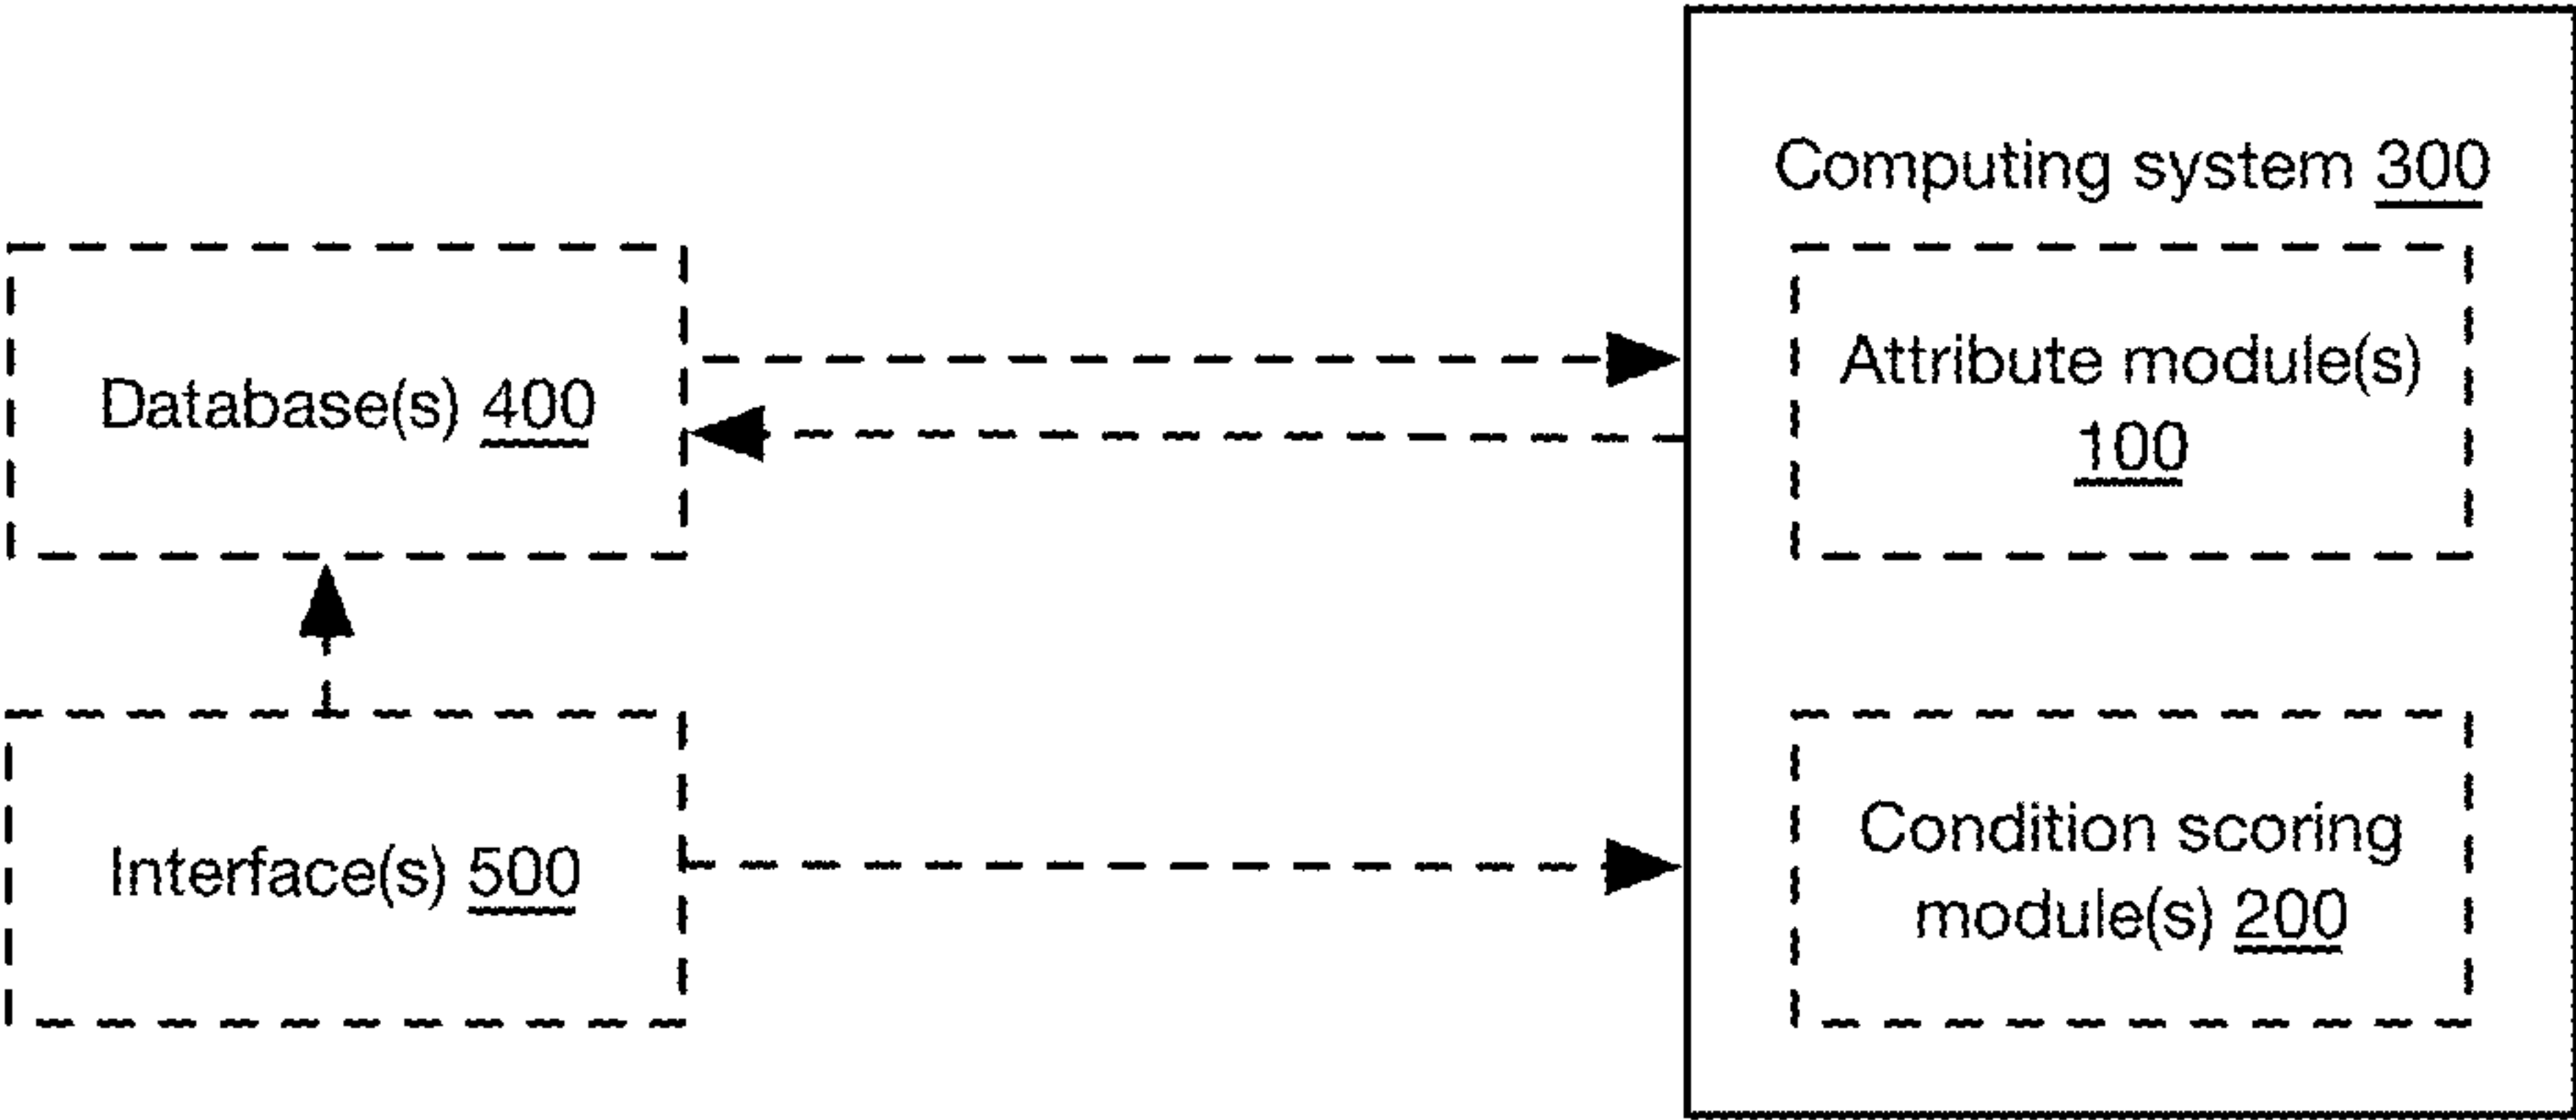 Computing system 300
Database(s) 400
Attribute module(s)
100
Interface(s) 500
Condition scoring
module(s) 200